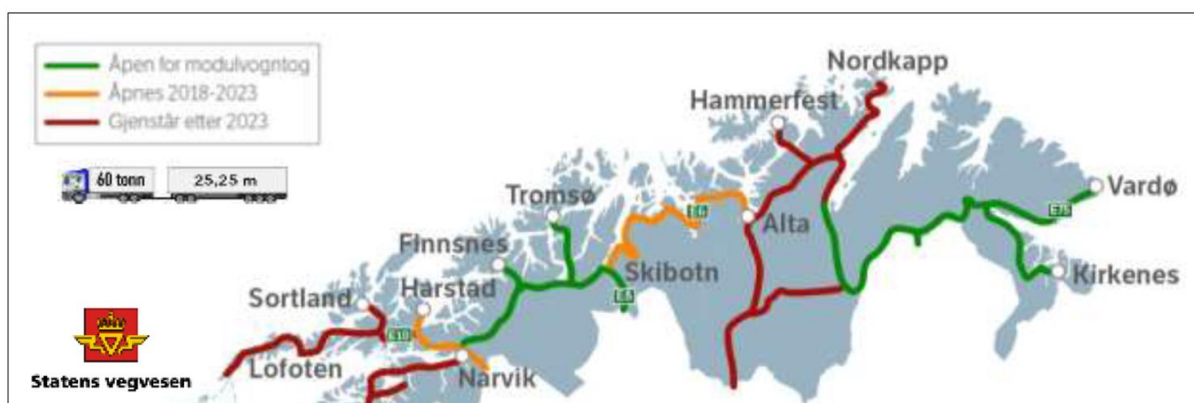 Åpen for modulvogntog
Åpnes 2018-2023
Gjenstår etter 2023
60 tonn
25,25 m
Nordkapp
Hammerfest
Tromsø
Vardø
E6
E75
Alta
Finnsnes
Skibotn
Kirkenes
Sortland
Harstad
E8
E10
Lofoten
Narvik
Statens vegvesen